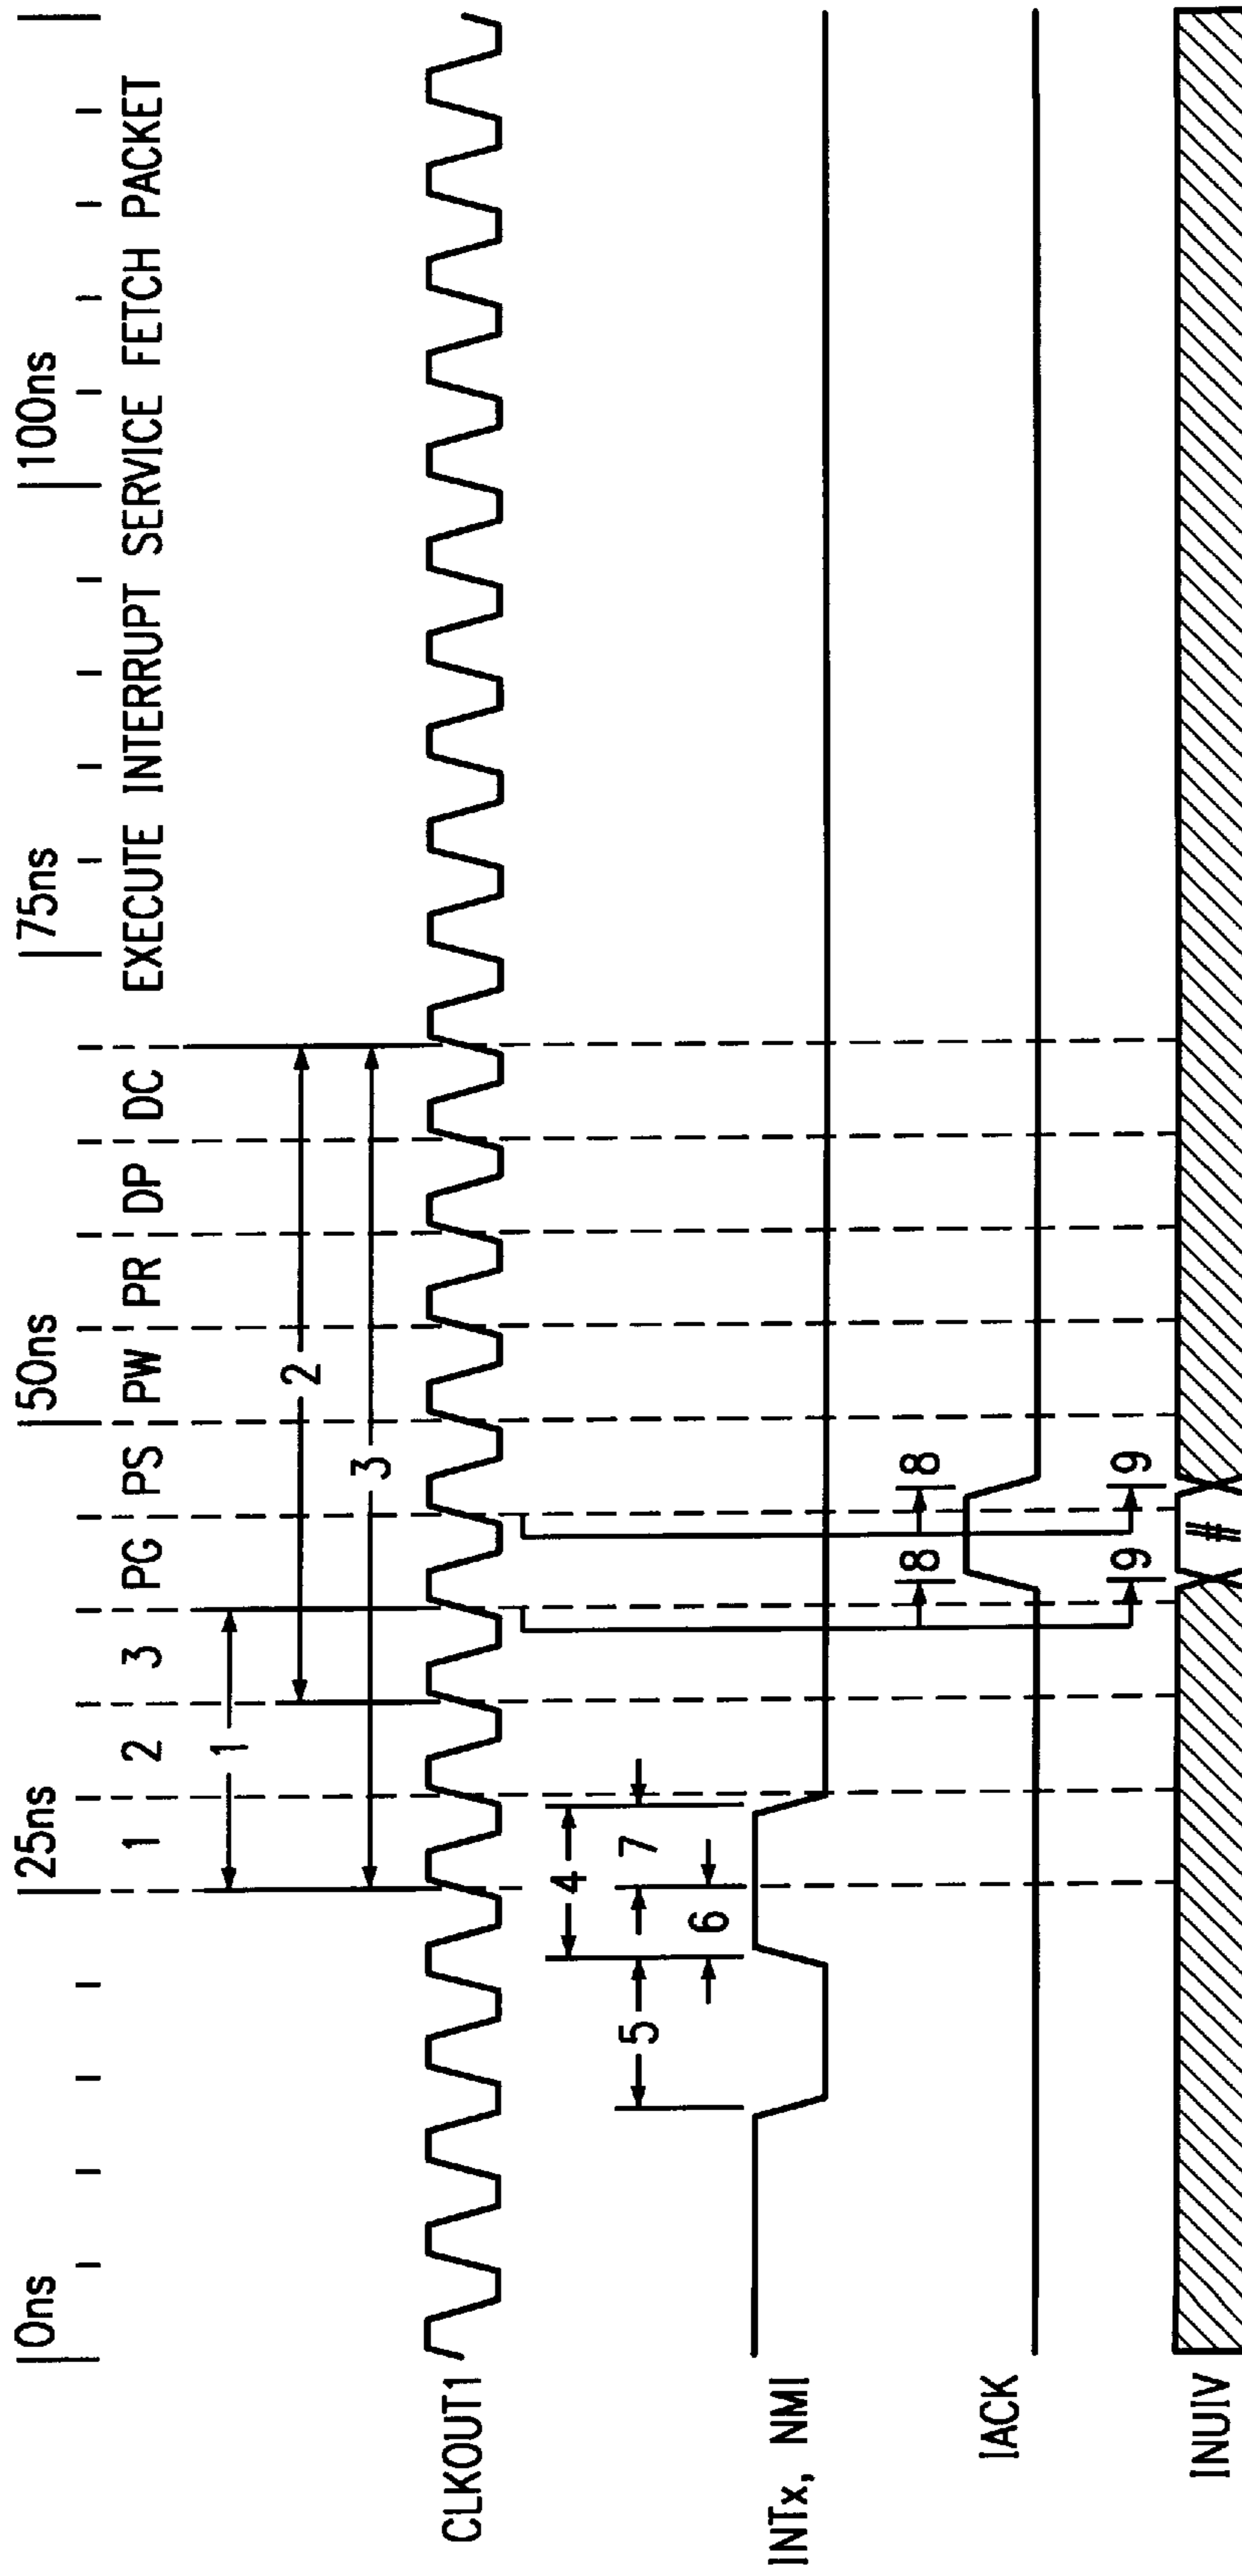 0ns 25ns 50ns 75ns 100ns
1 2 3 PG PS PW PR DP DC EXECUTE INTERRUPT SERVICE FETCH PACKET
1
2
3
CLKOUT1
4
5 7
6
INTx, NMI
8 8
IACK
9 9
INUIV #